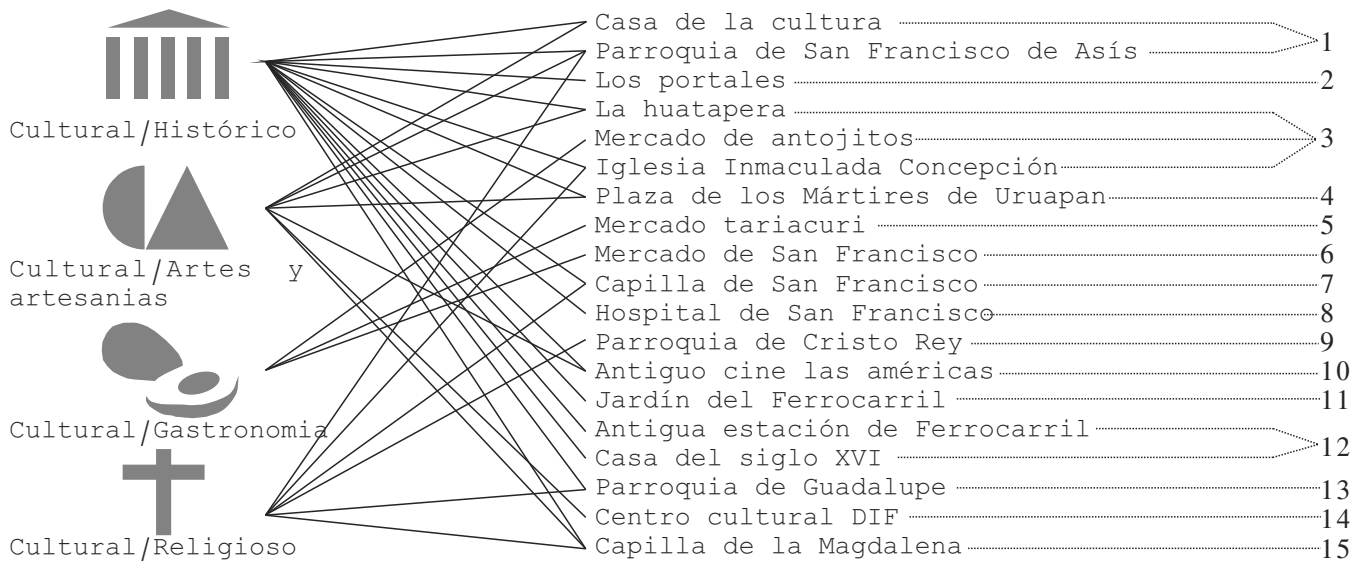 Cultural/Histórico
Cultural/Artes y
artesanias
Cultural/Gastronomia
Cultural/Religioso
Casa de la cultura
Parroquia de San Francisco de Asís
1
Los portales 2
La huatapera
Mercado de antojitos 3
Iglesia Inmaculada Concepción
Plaza de los Mártires de Uruapan 4
Mercado tariacuri 5
Mercado de San Francisco 6
Capilla de San Francisco 7
Hospital de San Francisco 8
Parroquia de Cristo Rey 9
Antiguo cine las américas 10
Jardín del Ferrocarril 11
Antigua estación de Ferrocarril
Casa del siglo XVI
12
Parroquia de Guadalupe 13
Centro cultural DIF 14
Capilla de la Magdalena 15